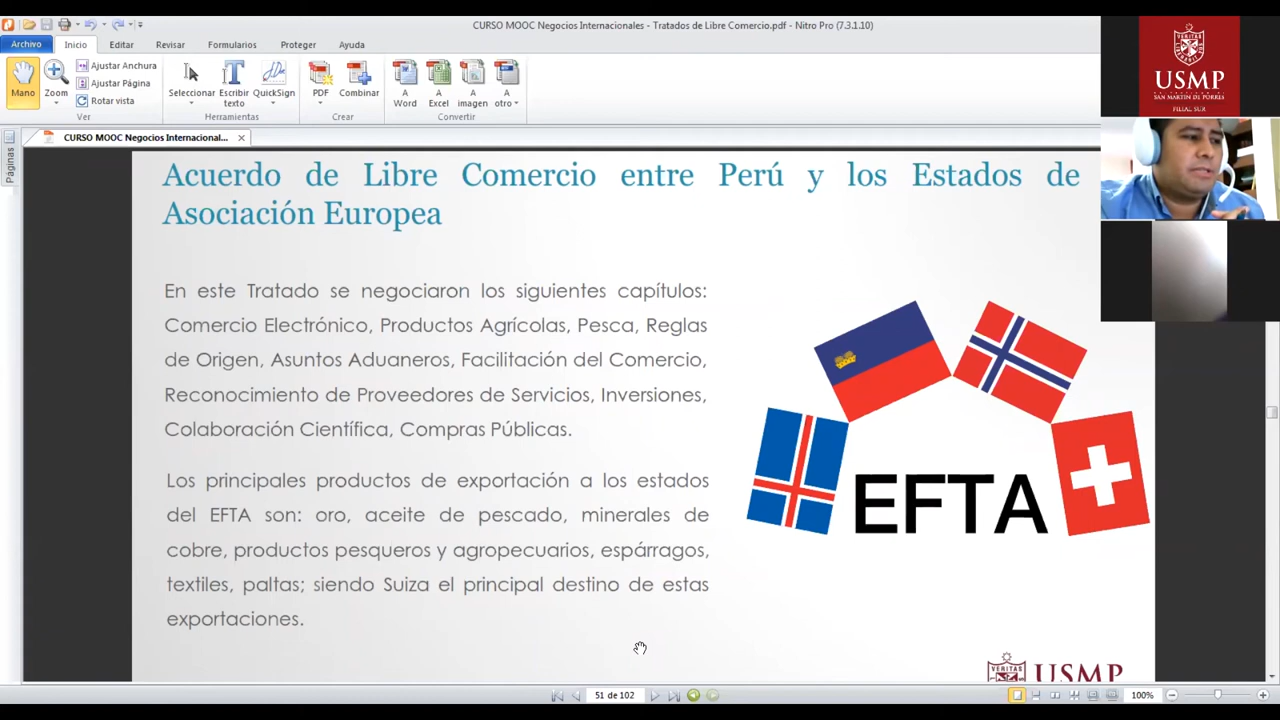 CURSO MOOC Negocios Internacionales - Tratados de Libre Comercio.pdf - Nitro Pro (7.3.1.10)
Archivo Inicio Editar Revisar Formularios Proteger Ayuda
Mano
Zoom
Ajustar Anchura
Ajustar Página
Rotar vista
Ver
Seleccionar
Escribir texto
QuickSign
Herramientas
PDF
Combinar
Crear
A Word
A Excel
A imagen
A otro
Convertir
CURSO MOOC Negocios Internacional...
Páginas
Acuerdo de Libre Comercio entre Perú y los Estados de
Asociación Europea
En este Tratado se negociaron los siguientes capítulos:
Comercio Electrónico, Productos Agrícolas, Pesca, Reglas
de Origen, Asuntos Aduaneros, Facilitación del Comercio,
Reconocimiento de Proveedores de Servicios, Inversiones,
Colaboración Científica, Compras Públicas.
Los principales productos de exportación a los estados
del EFTA son: oro, aceite de pescado, minerales de
cobre, productos pesqueros y agropecuarios, espárragos,
textiles, paltas; siendo Suiza el principal destino de estas
exportaciones.
EFTA
USMP
51 de 102
100%
VERITAS
USMP
UNIVERSIDAD DE
SAN MARTIN DE PORRES
FILIAL SUR